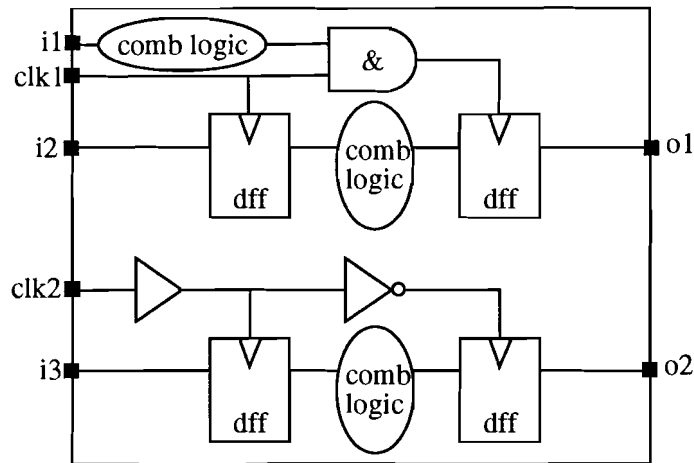 i1
comb logic
&
clk1
i2
dff
comb
logic
dff
o1
clk2
i3
dff
comb
logic
dff
o2